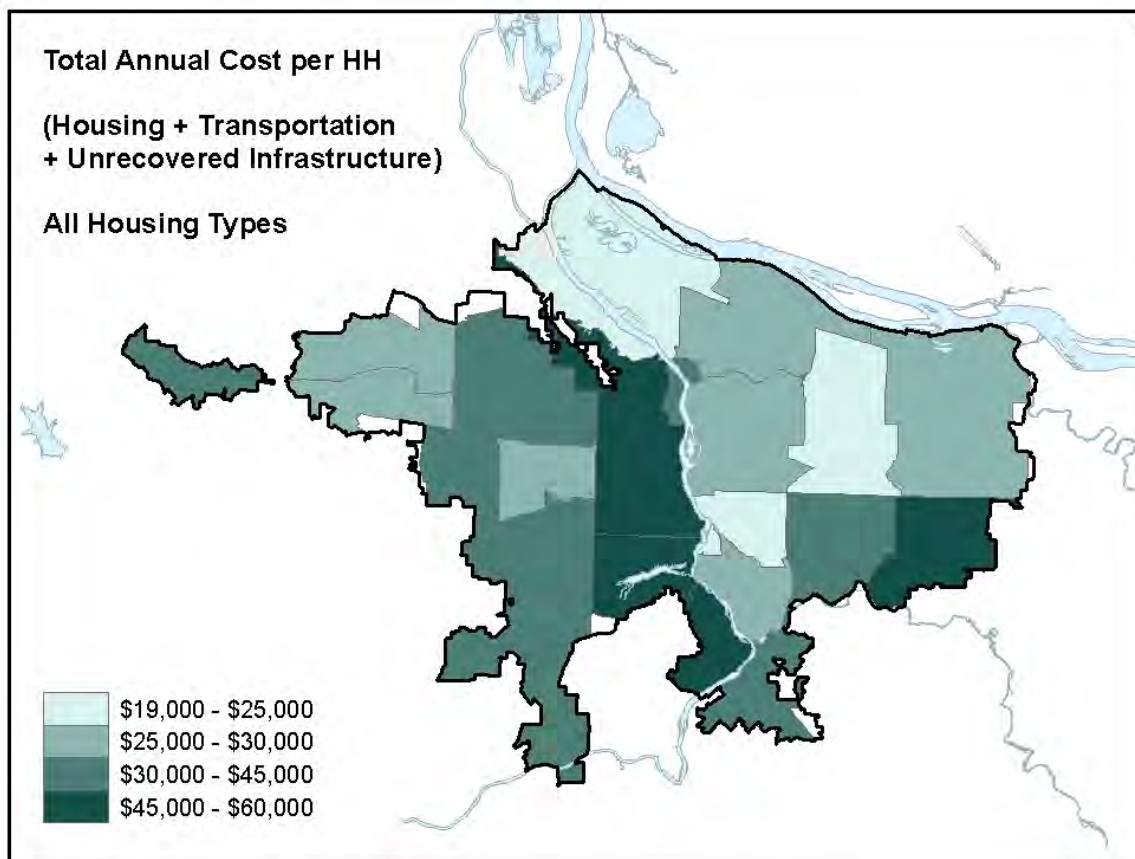 Total Annual Cost per HH
(Housing + Transportation
+ Unrecovered Infrastructure)
All Housing Types
$19,000 - $25,000
$25,000 - $30,000
$30,000 - $45,000
$45,000 - $60,000